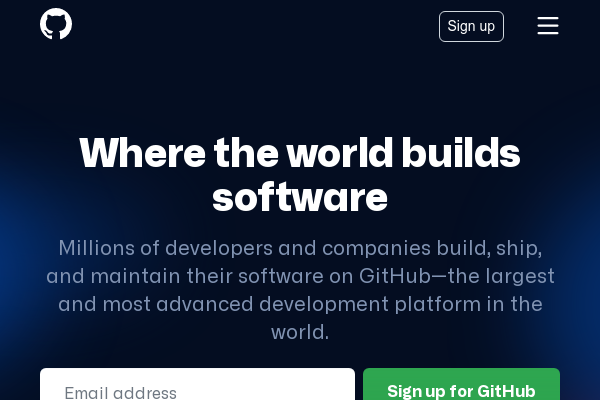 Sign up
Where the world builds
software
Millions of developers and companies build, ship,
and maintain their software on GitHub—the largest
and most advanced development platform in the
world.
Email address
Sign up for GitHub